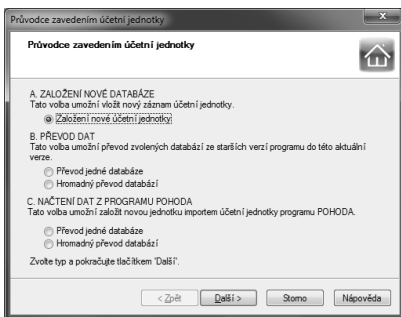 Průvodce zavedením účetní jednotky
Průvodce zavedením účetní jednotky
A. ZALOŽENÍ NOVÉ DATABÁZE
Tato volba umožní vložit nový záznam účetní jednotky.
Založení nové účetní jednotky
B. PŘEVOD DAT
Tato volba umožní převod zvolených databází ze starších verzí programu do této aktuální
verze.
Převod jedné databáze
Hromadný převod databází
C. NAČTENÍ DAT Z PROGRAMU POHODA
Tato volba umožní založit novou jednotku importem účetní jednotky programu POHODA.
Převod jedné databáze
Hromadný převod databází
Zvolte typ a pokračujte tlačítkem 'Další'.
< Zpět Další > Storno Nápověda